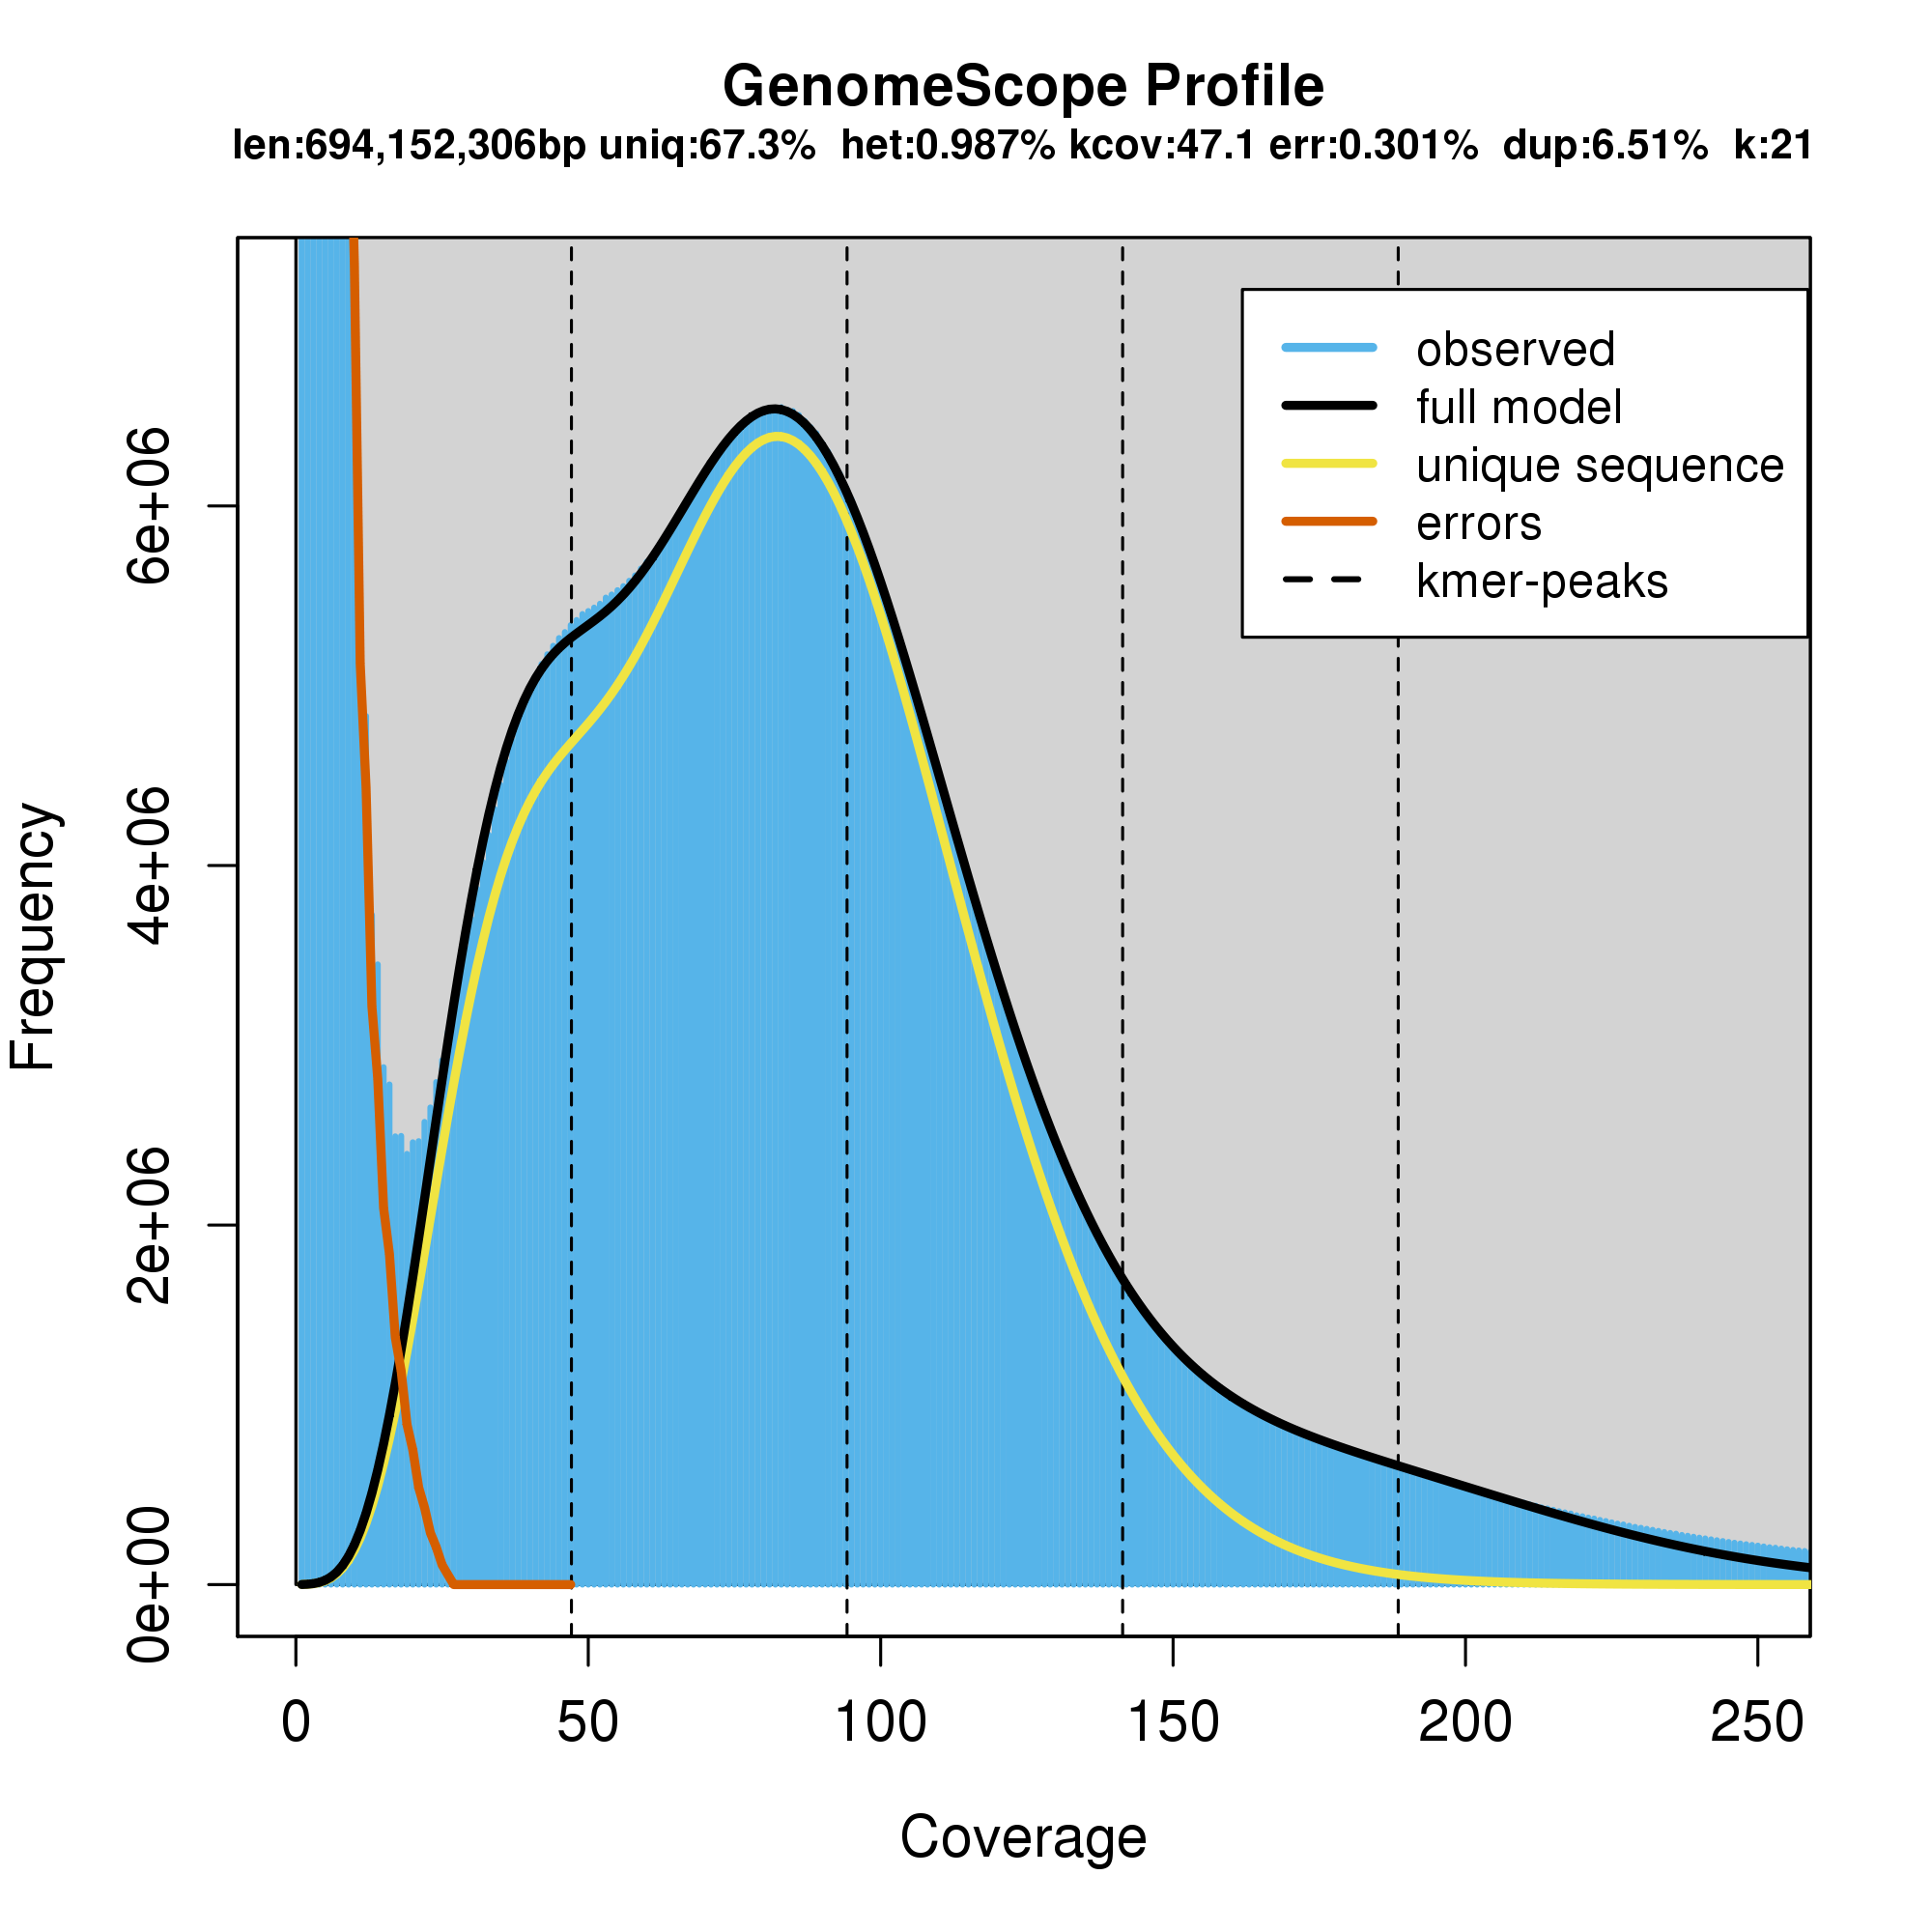 GenomeScope Profile
len:694,152,306bp uniq:67.3% het:0.987% kcov:47.1 err:0.301% dup:6.51% k:21
observed
full model
unique sequence
errors
kmer-peaks
Frequency
6e+06
4e+06
2e+06
0e+00
0 50 100 150 200 250
Coverage